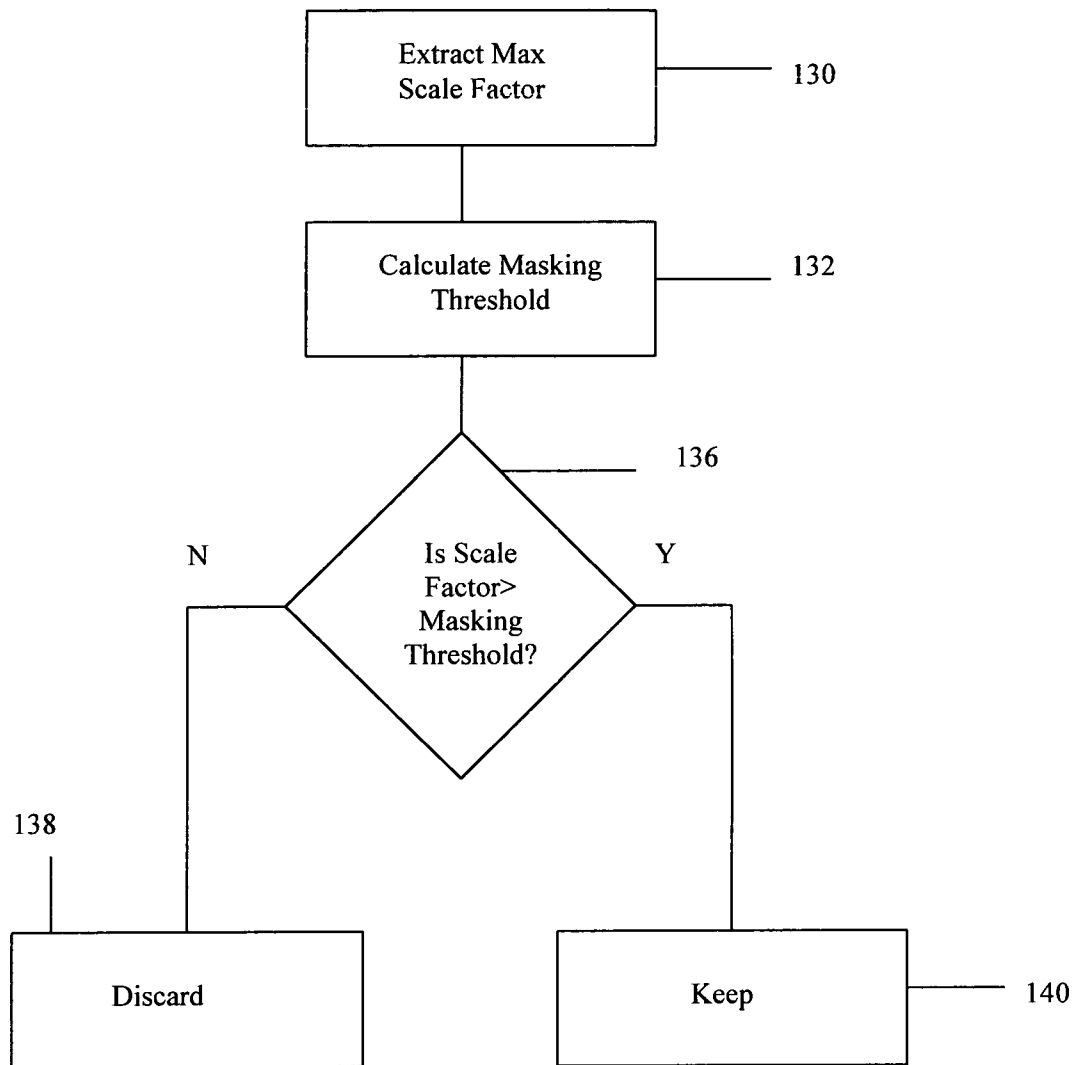 Extract Max
Scale Factor
130
Calculate Masking
Threshold
132
136
N
Y
Is Scale
Factor>
Masking
Threshold?
138
Discard
Keep
140